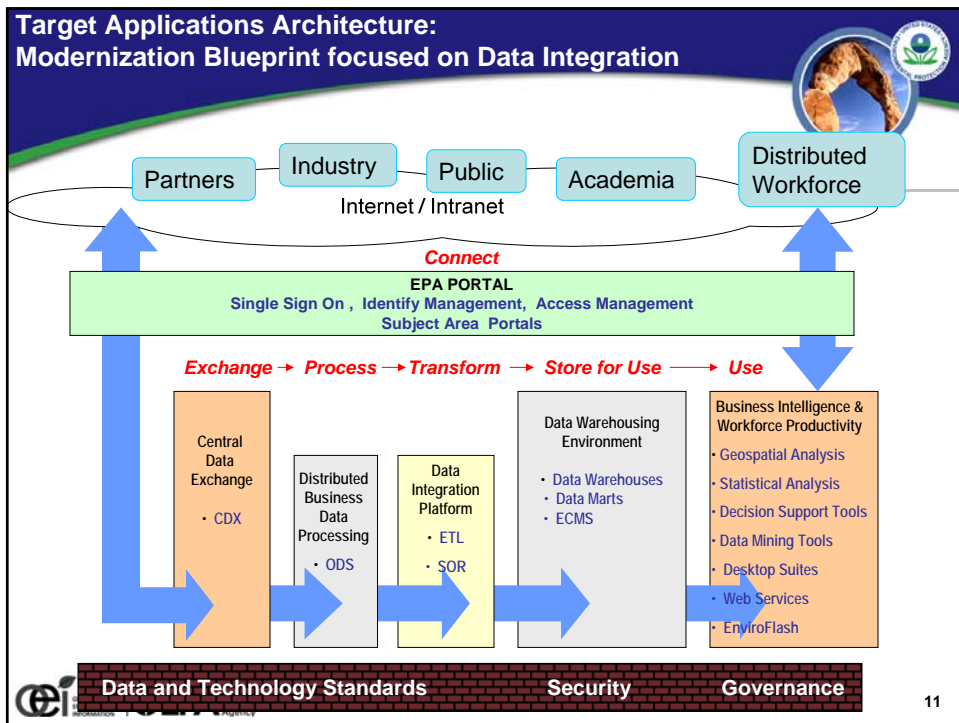 Target Applications Architecture:
Modernization Blueprint focused on Data Integration
Partners
Industry
Public
Academia
Distributed
Workforce
Internet / Intranet
Connect
EPA PORTAL
Single Sign On , Identify Management, Access Management
Subject Area Portals
Exchange
Process
Transform
Store for Use
Use
Central
Data
Exchange
• CDX
Distributed
Business
Data
Processing
• ODS
Data
Integration
Platform
• ETL
• SOR
Data Warehousing
Environment
• Data Warehouses
• Data Marts
• ECMS
Business Intelligence &
Workforce Productivity
• Geospatial Analysis
• Statistical Analysis
• Decision Support Tools
• Data Mining Tools
• Desktop Suites
• Web Services
• EnviroFlash
Data and Technology Standards Security Governance
INFORMATION
Agency
11